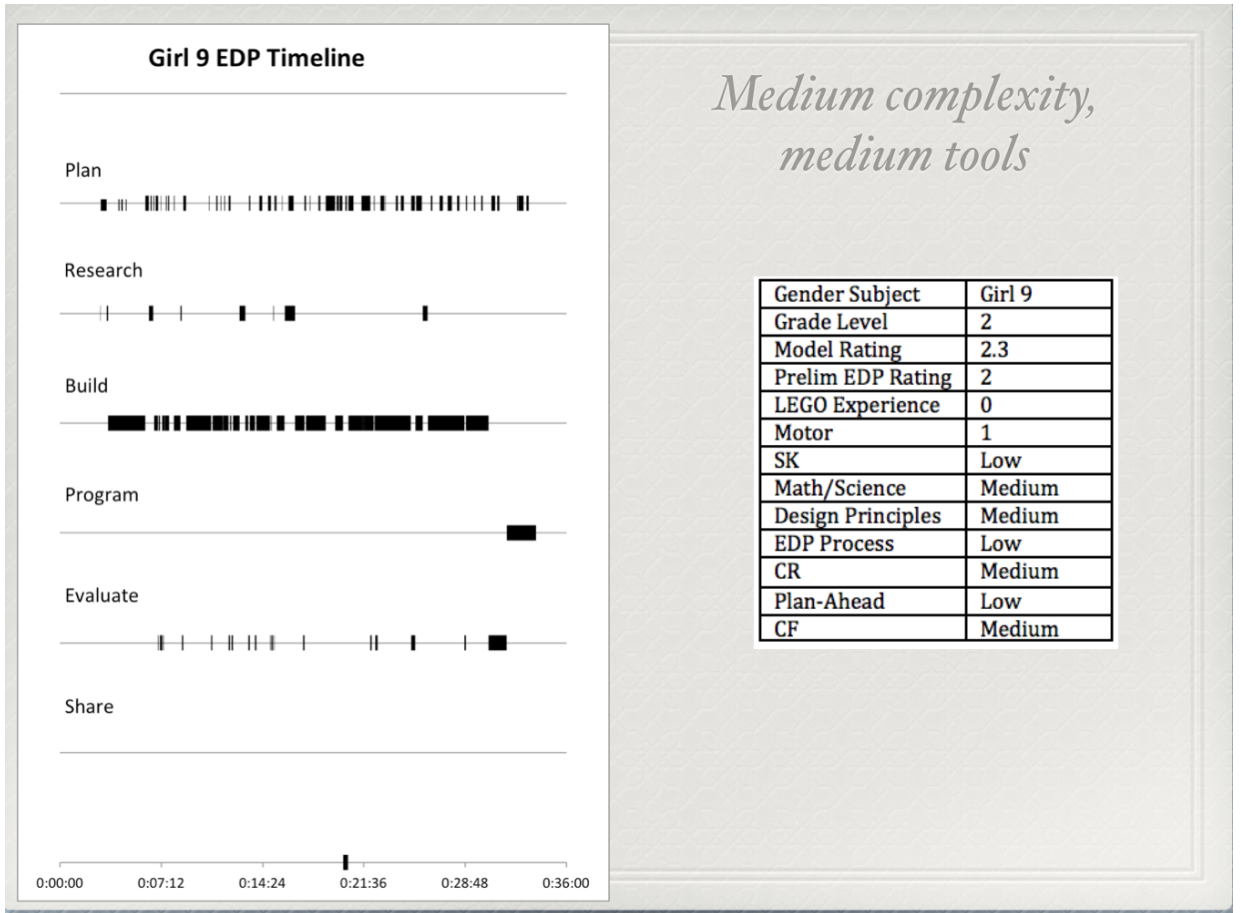 Girl 9 EDP Timeline
Plan
Research
Build
Program
Evaluate
Share
0:00:00 0:07:12 0:14:24 0:21:36 0:28:48 0:36:00
Medium complexity,
medium tools
Gender Subject Girl 9
Grade Level 2
Model Rating 2.3
Prelim EDP Rating 2
LEGO Experience 0
Motor 1
SK Low
Math/Science Medium
Design Principles Medium
EDP Process Low
CR Medium
Plan-Ahead Low
CF Medium